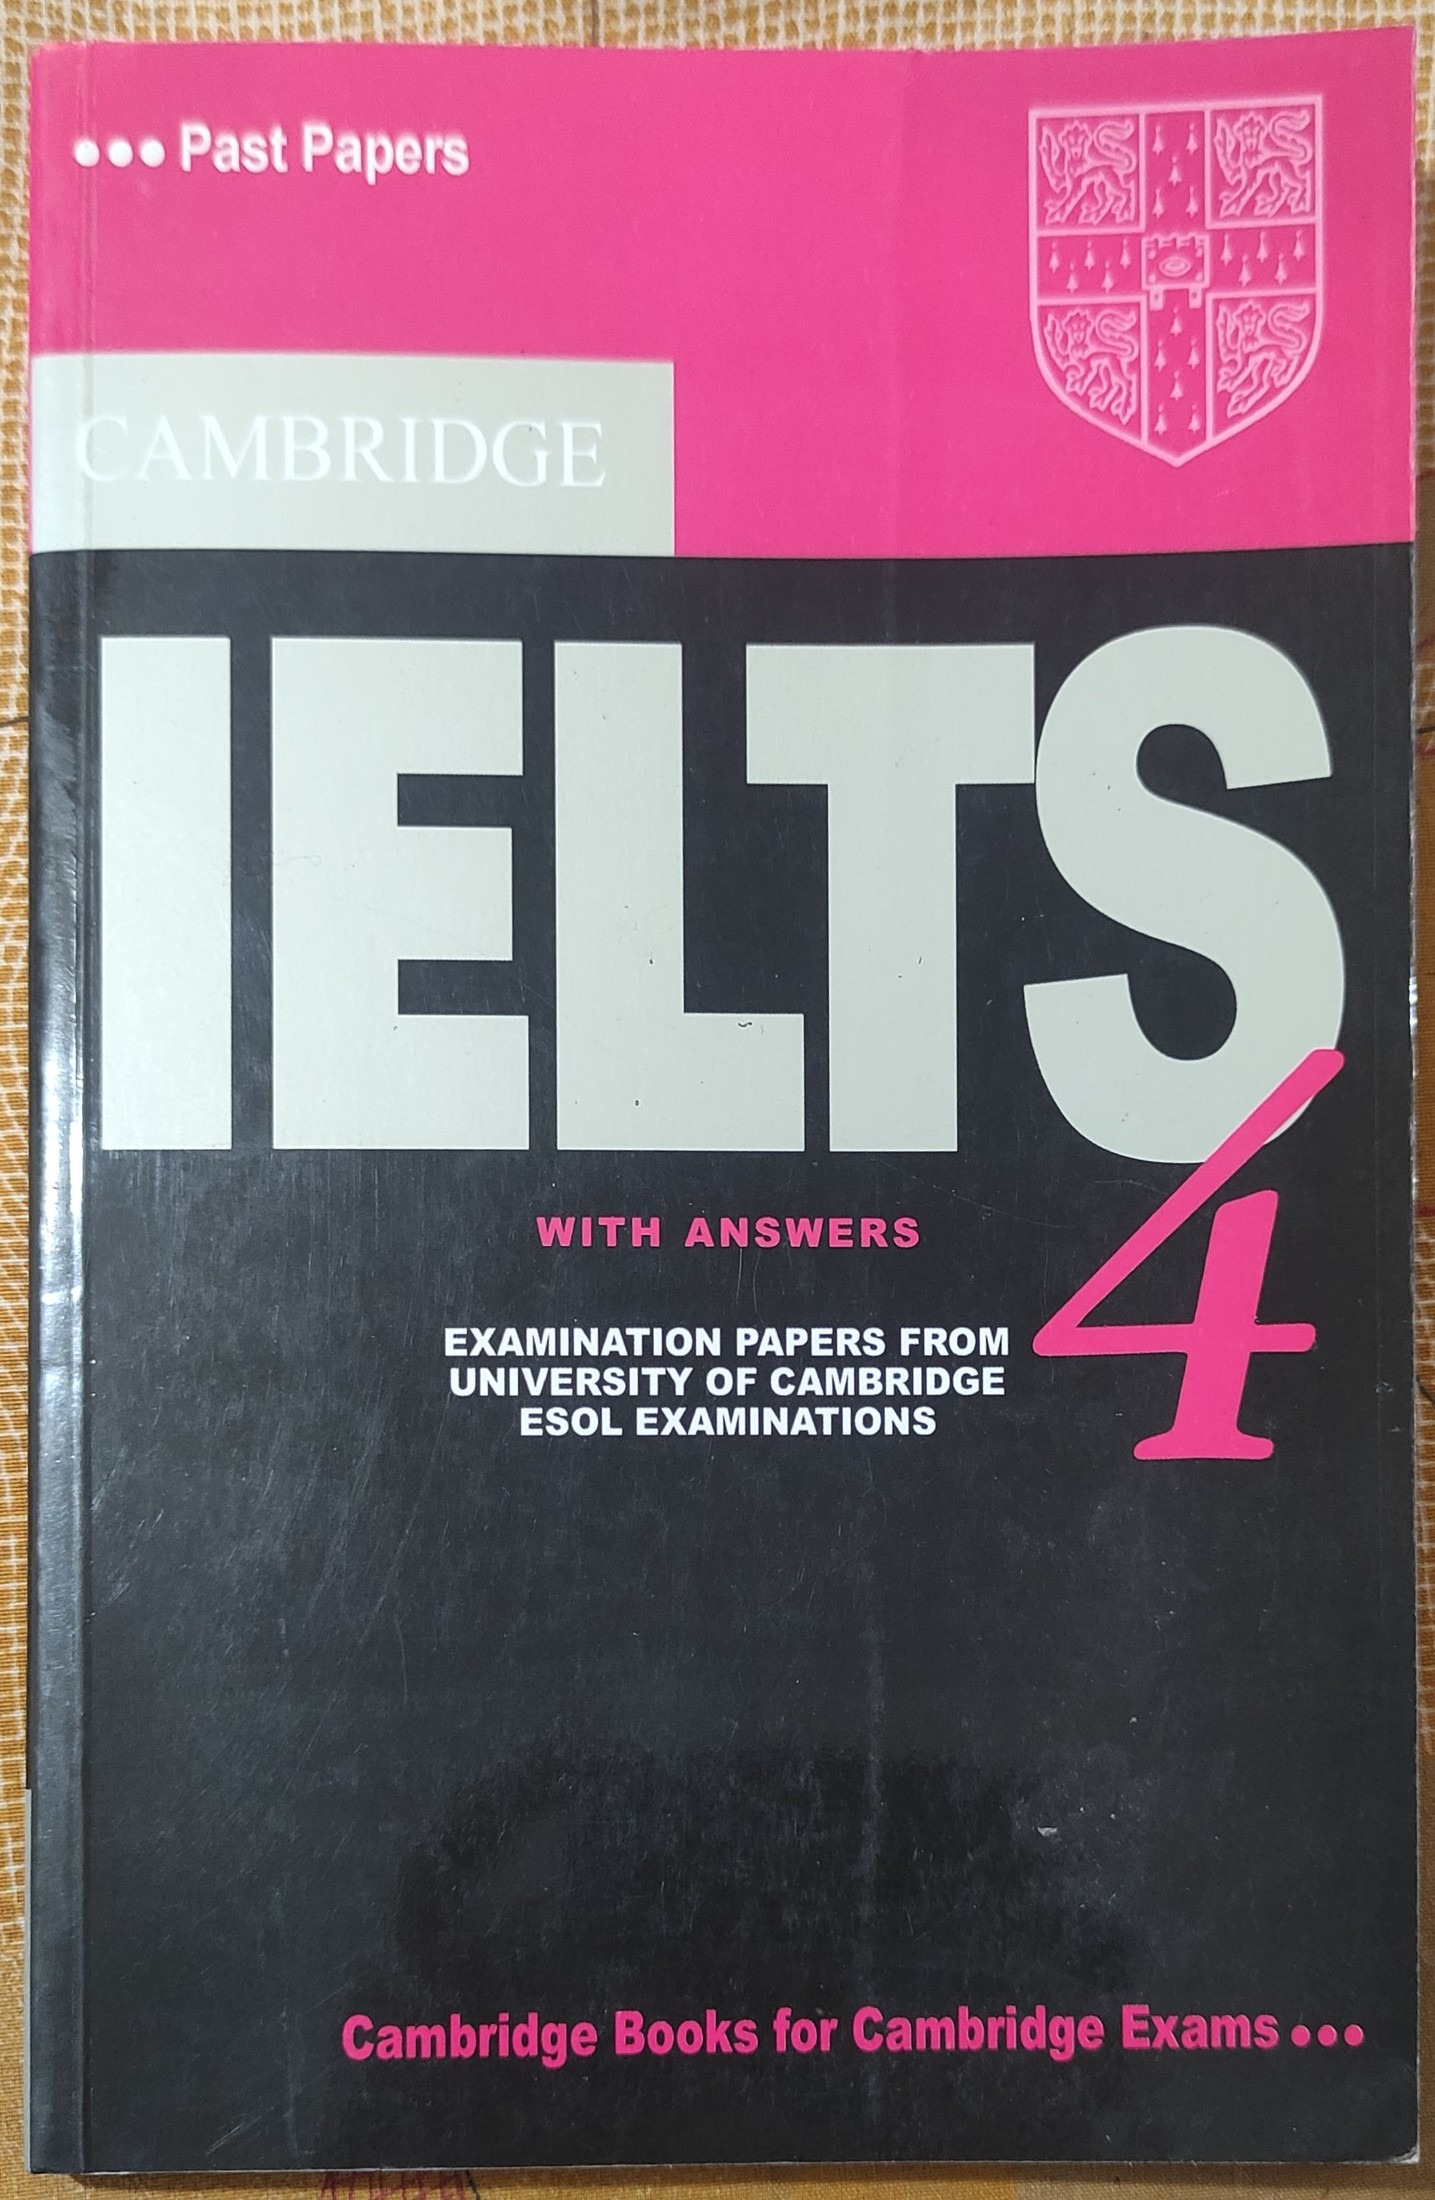 ••• Past Papers
CAMBRIDGE
IELTS
4
WITH ANSWERS
EXAMINATION PAPERS FROM
UNIVERSITY OF CAMBRIDGE
ESOL EXAMINATIONS
Cambridge Books for Cambridge Exams •••